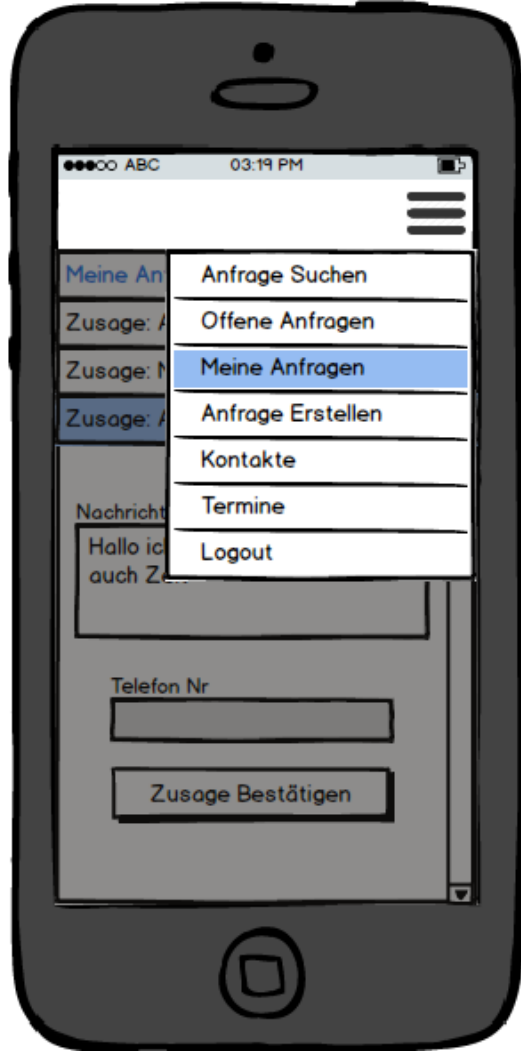 ABC 03:19 PM
Meine An
Anfrage Suchen
Zusage: A
Offene Anfragen
Zusage: N
Meine Anfragen
Zusage: A
Anfrage Erstellen
Kontakte
Termine
Logout
Nachricht
Hallo ic
auch Zeit
Telefon Nr
Zusage Bestätigen